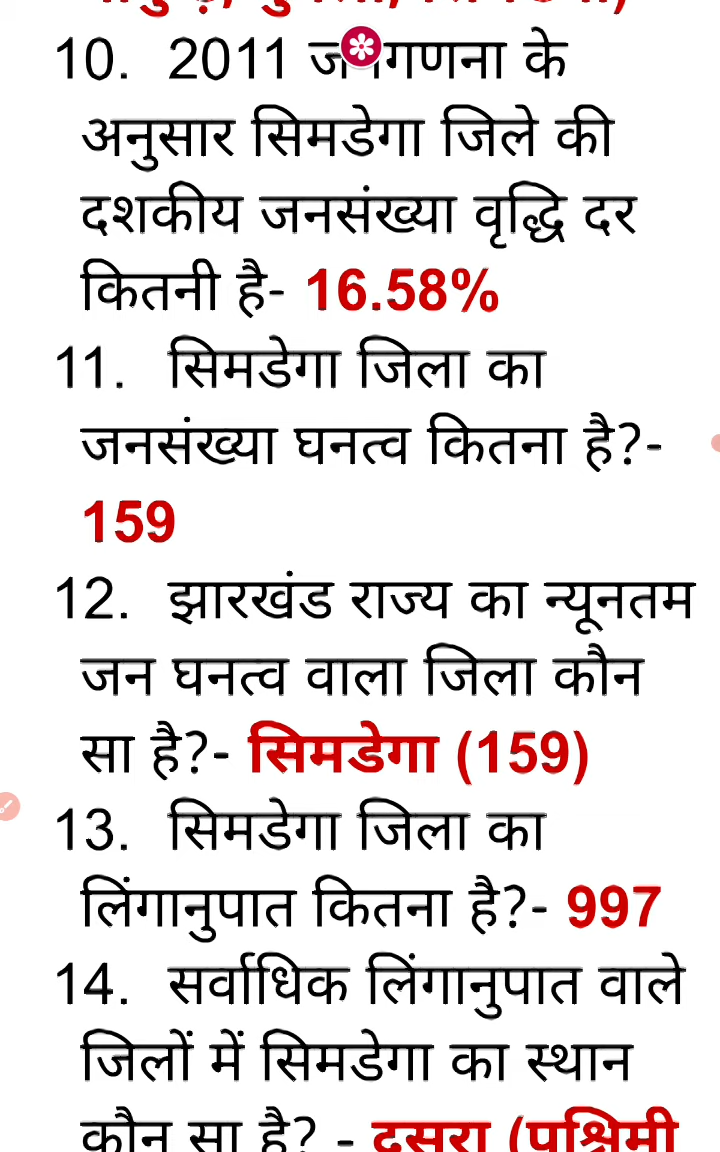 10. 2011 जनगणना के
अनुसार सिमडेगा जिले की
दशकीय जनसंख्या वृद्धि दर
कितनी है- 16.58%
11. सिमडेगा जिला का
जनसंख्या घनत्व कितना है?-
159
12. झारखंड राज्य का न्यूनतम
जन घनत्व वाला जिला कौन
सा है?- सिमडेगा (159)
13. सिमडेगा जिला का
लिंगानुपात कितना है?- 997
14. सर्वाधिक लिंगानुपात वाले
जिलों में सिमडेगा का स्थान
कौन सा है? - दूसरा (पश्चिमी